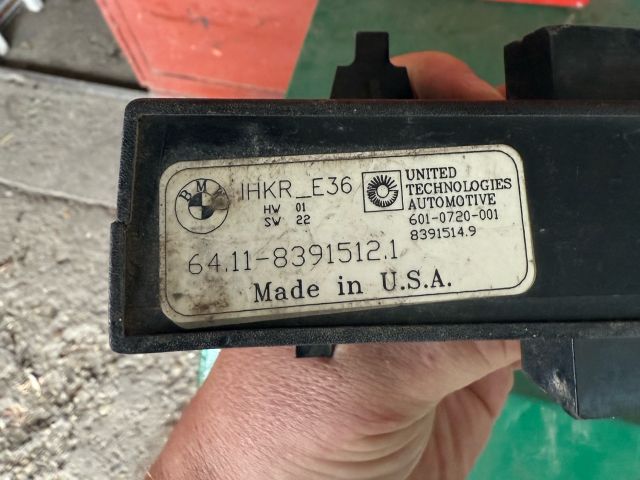 BMW
IHKR_E36
HW 01
SW 22
UNITED
TECHNOLOGIES
AUTOMOTIVE
601-0720-001
8391514.9
64.11-8391512.1
Made in U.S.A.